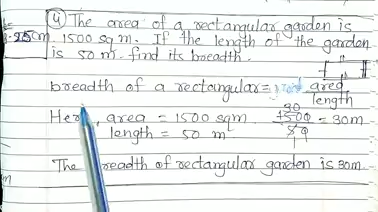 ④ The area of a rectangular garden is
1500 sq m. If the length of the garden
is 50 m. find its breadth.
breadth of a rectangular = area
length
Here, area = 1500 sqm
30
1500 = 30m
50
length = 50 m
The breadth of rectangular garden is 30m